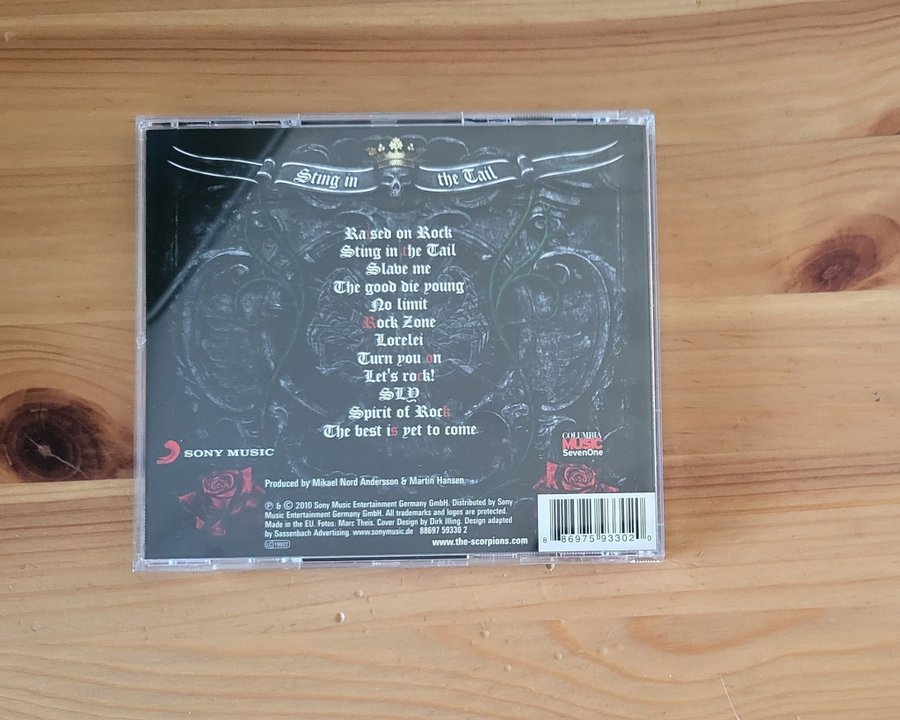 Sting in the Tail
Raised on Rock
Sting in the Tail
Slave me
The good die young
No limit
Rock Zone
Lorelei
Turn you on
Let's rock!
SLY
Spirit of Rock
The best is yet to come
SONY MUSIC
COLUMBIA
MUSIC
SevenOne
Produced by Mikael Nord Andersson & Martin Hansen
℗ & © 2010 Sony Music Entertainment Germany GmbH. Distributed by Sony
Music Entertainment Germany GmbH. All trademarks and logos are protected.
Made in the EU. Fotos: Marc Theis. Cover Design by Dirk Illing. Design adapted
by Sassenbach Advertising. www.sonymusic.de 88697 59330 2
LC 19922
www.the-scorpions.com
8 86975 93302 0